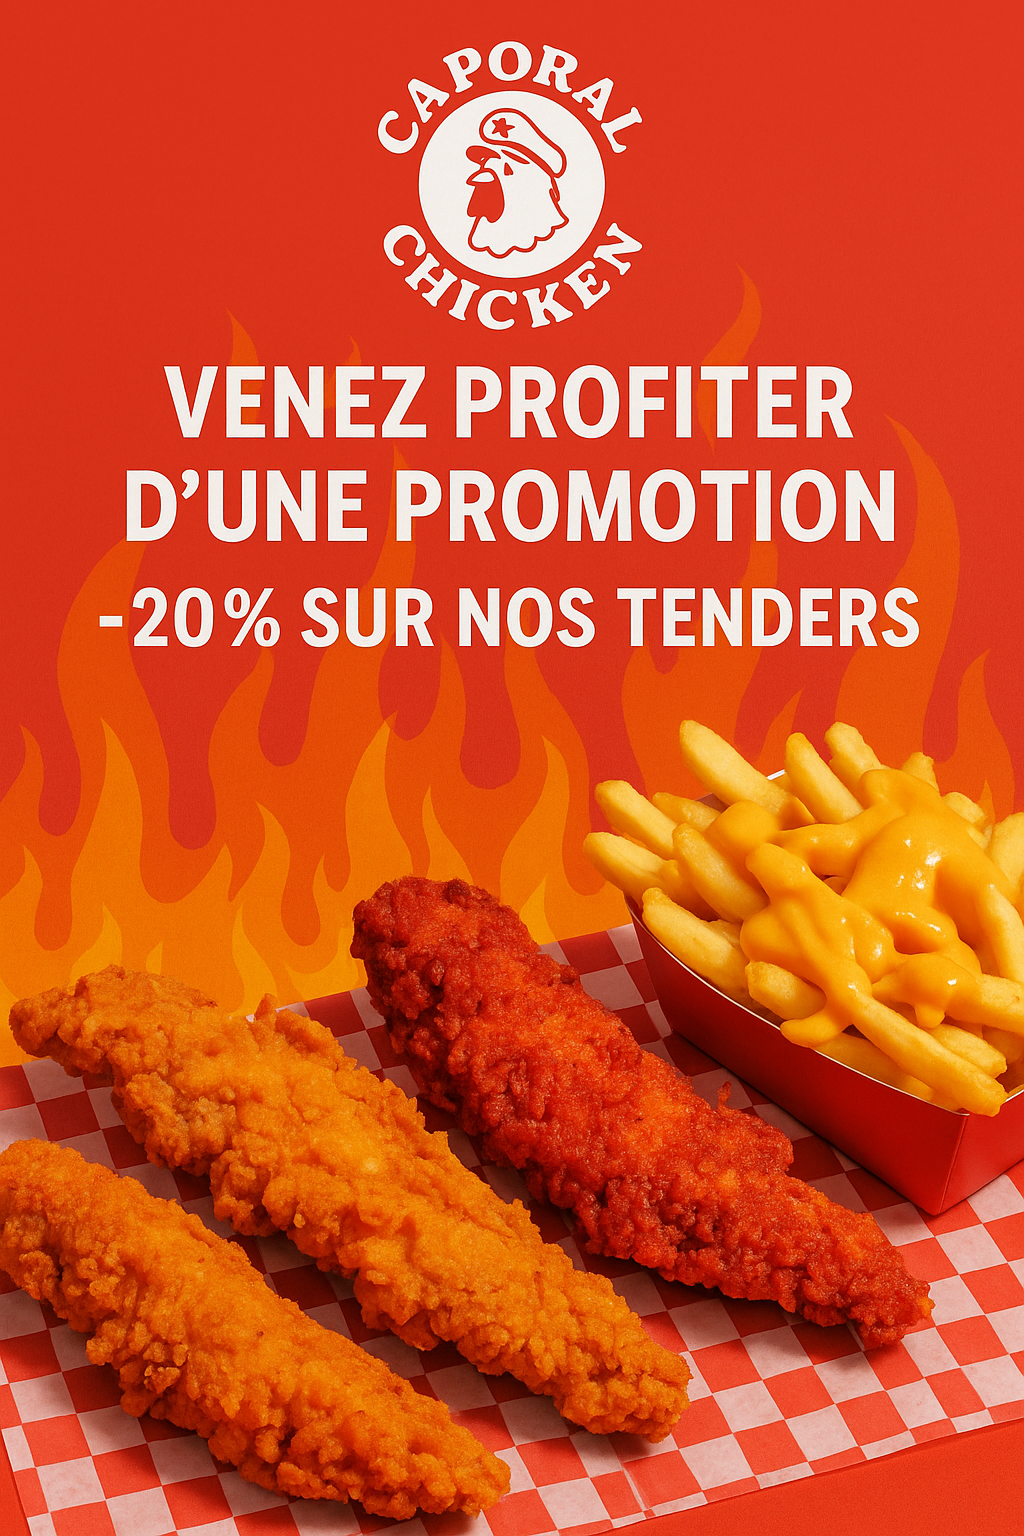 CAPORAL
CHICKEN
VENEZ PROFITER
D’UNE PROMOTION
-20% SUR NOS TENDERS